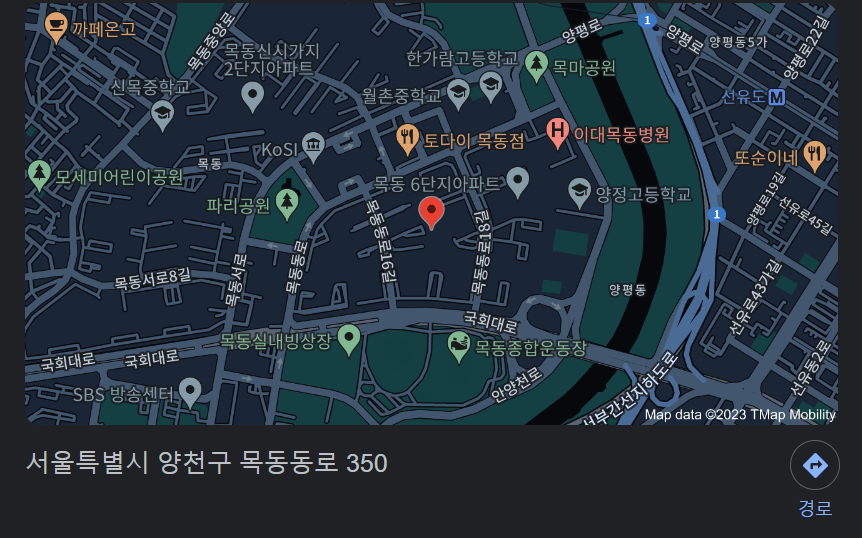 까페온고
목동중앙로
목동신시가지
2단지아파트
한가람고등학교
양평로
1
양평로
양평동5가
양평로22길
신목중학교
월촌중학교
목마공원
선유도 M
KoSI
토다이 목동점
이대목동병원
또순이네
목동
모세미어린이공원
목동 6단지아파트
파리공원
양정고등학교
양평로19길
선유로45길
1
목동동로16길
목동동로18길
목동서로
목동동로
목동서로8길
양평동
선유로43가길
국회대로
목동실내빙상장
목동종합운동장
국회대로
국회대로
선유동2로
SBS 방송센터
안양천로
서부간선지하도로
Map data ©2023 TMap Mobility
서울특별시 양천구 목동동로 350
경로